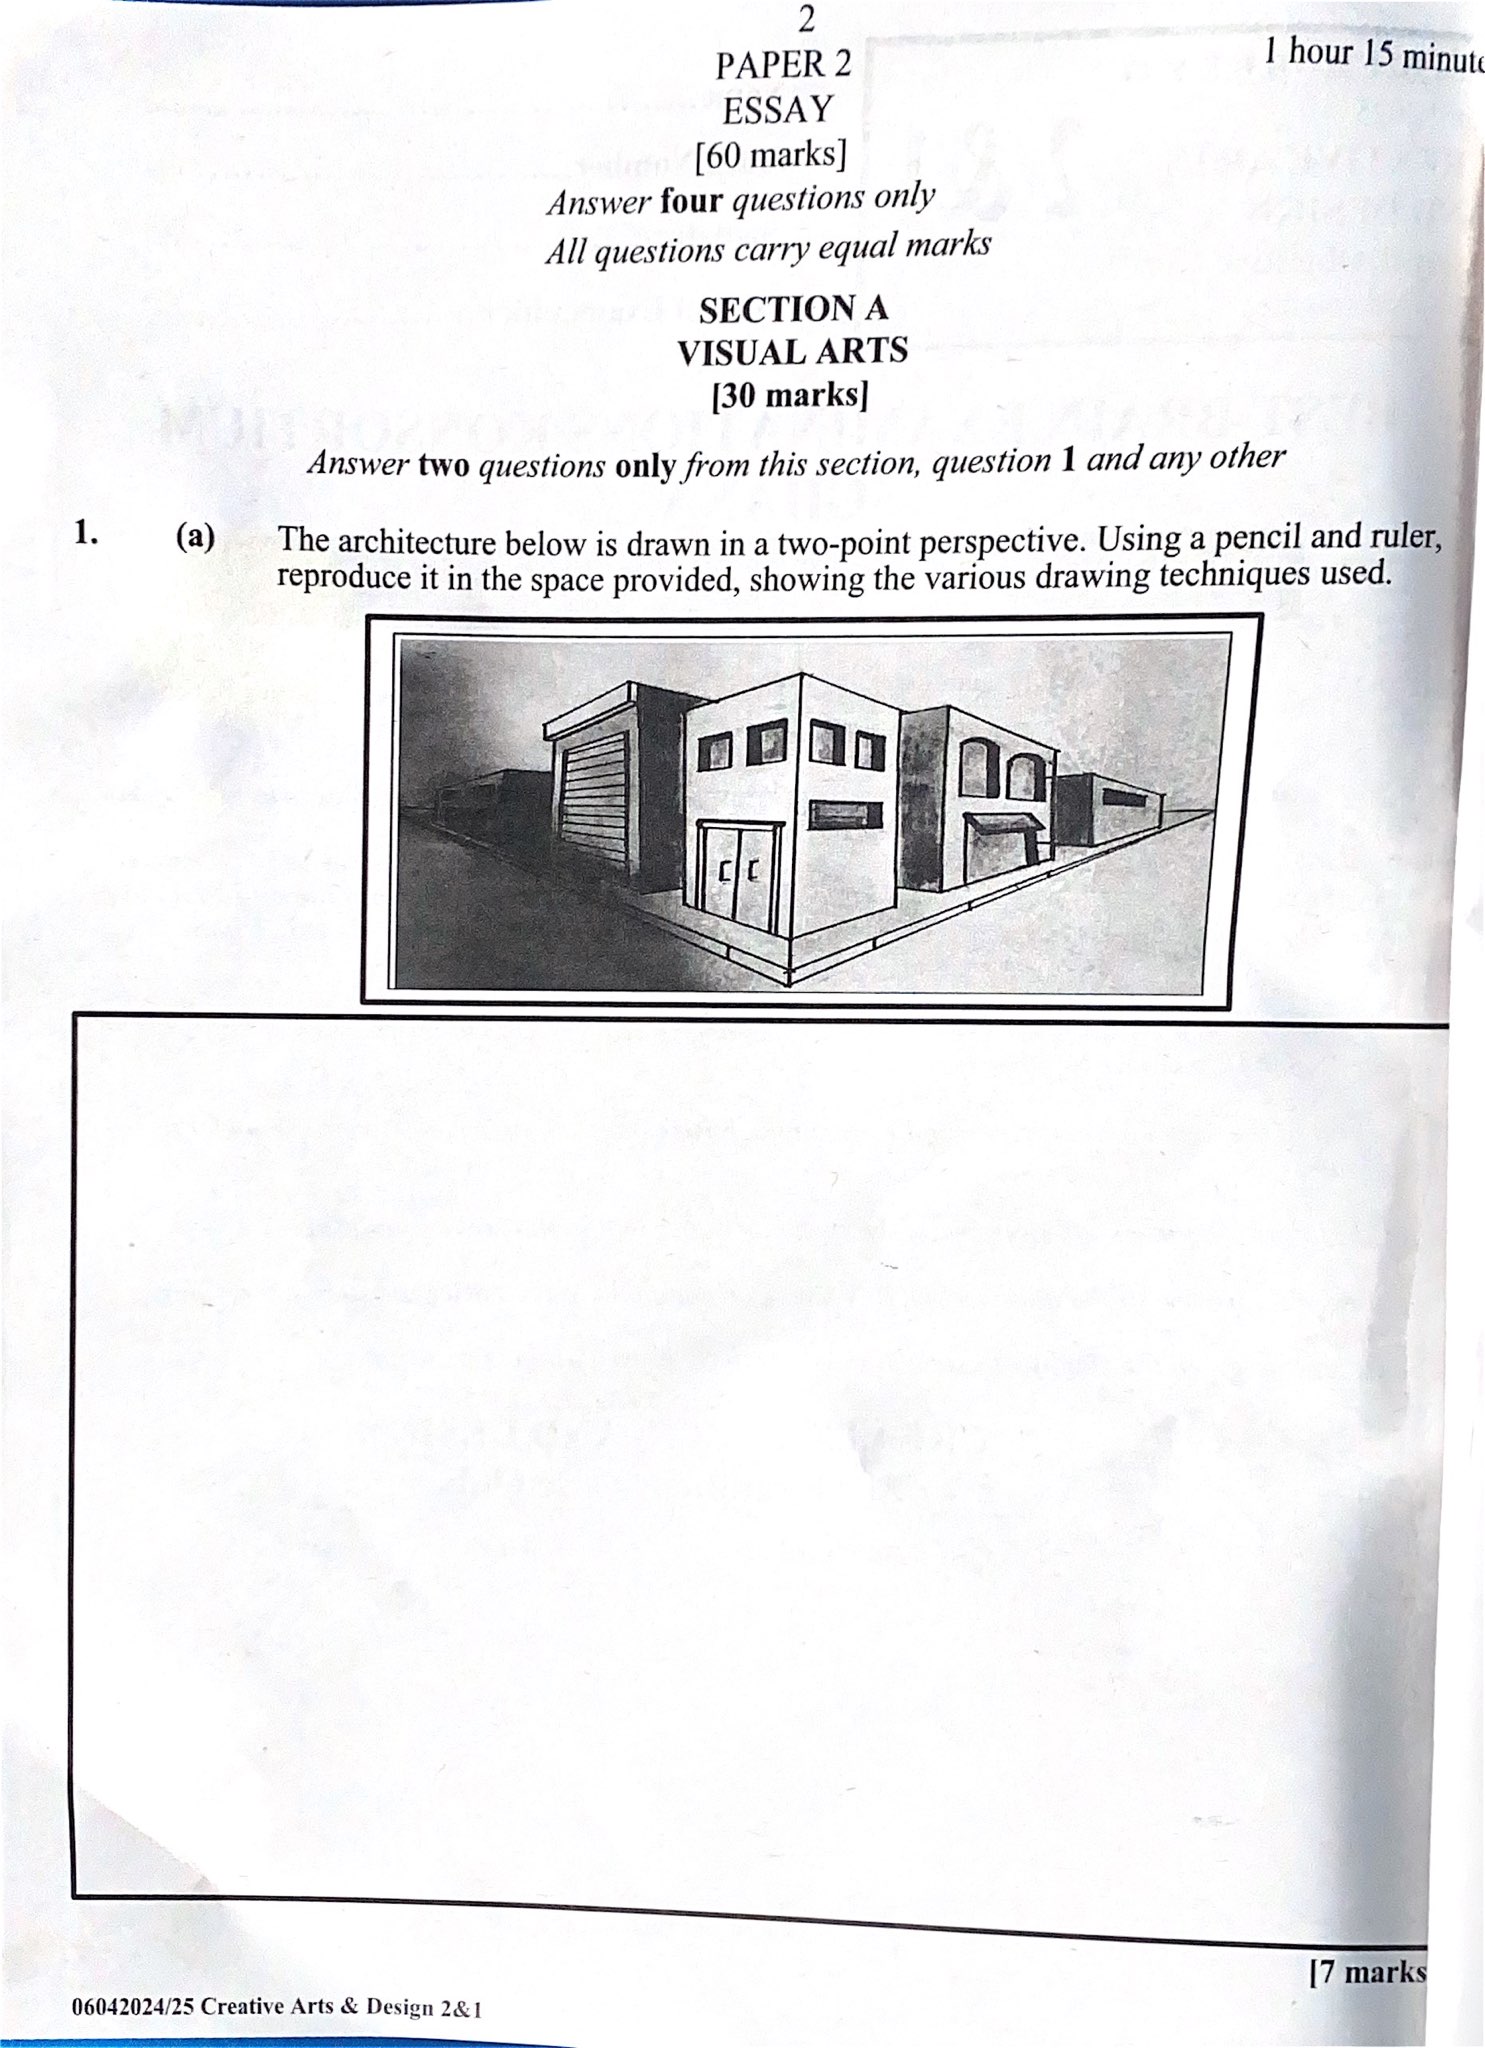 2
PAPER 2
1 hour 15 minute
ESSAY
[60 marks]
Answer four questions only
All questions carry equal marks
SECTION A
VISUAL ARTS
[30 marks]
Answer two questions only from this section, question 1 and any other
1. (a) The architecture below is drawn in a two-point perspective. Using a pencil and ruler,
reproduce it in the space provided, showing the various drawing techniques used.
[7 marks
06042024/25 Creative Arts & Design 2&1